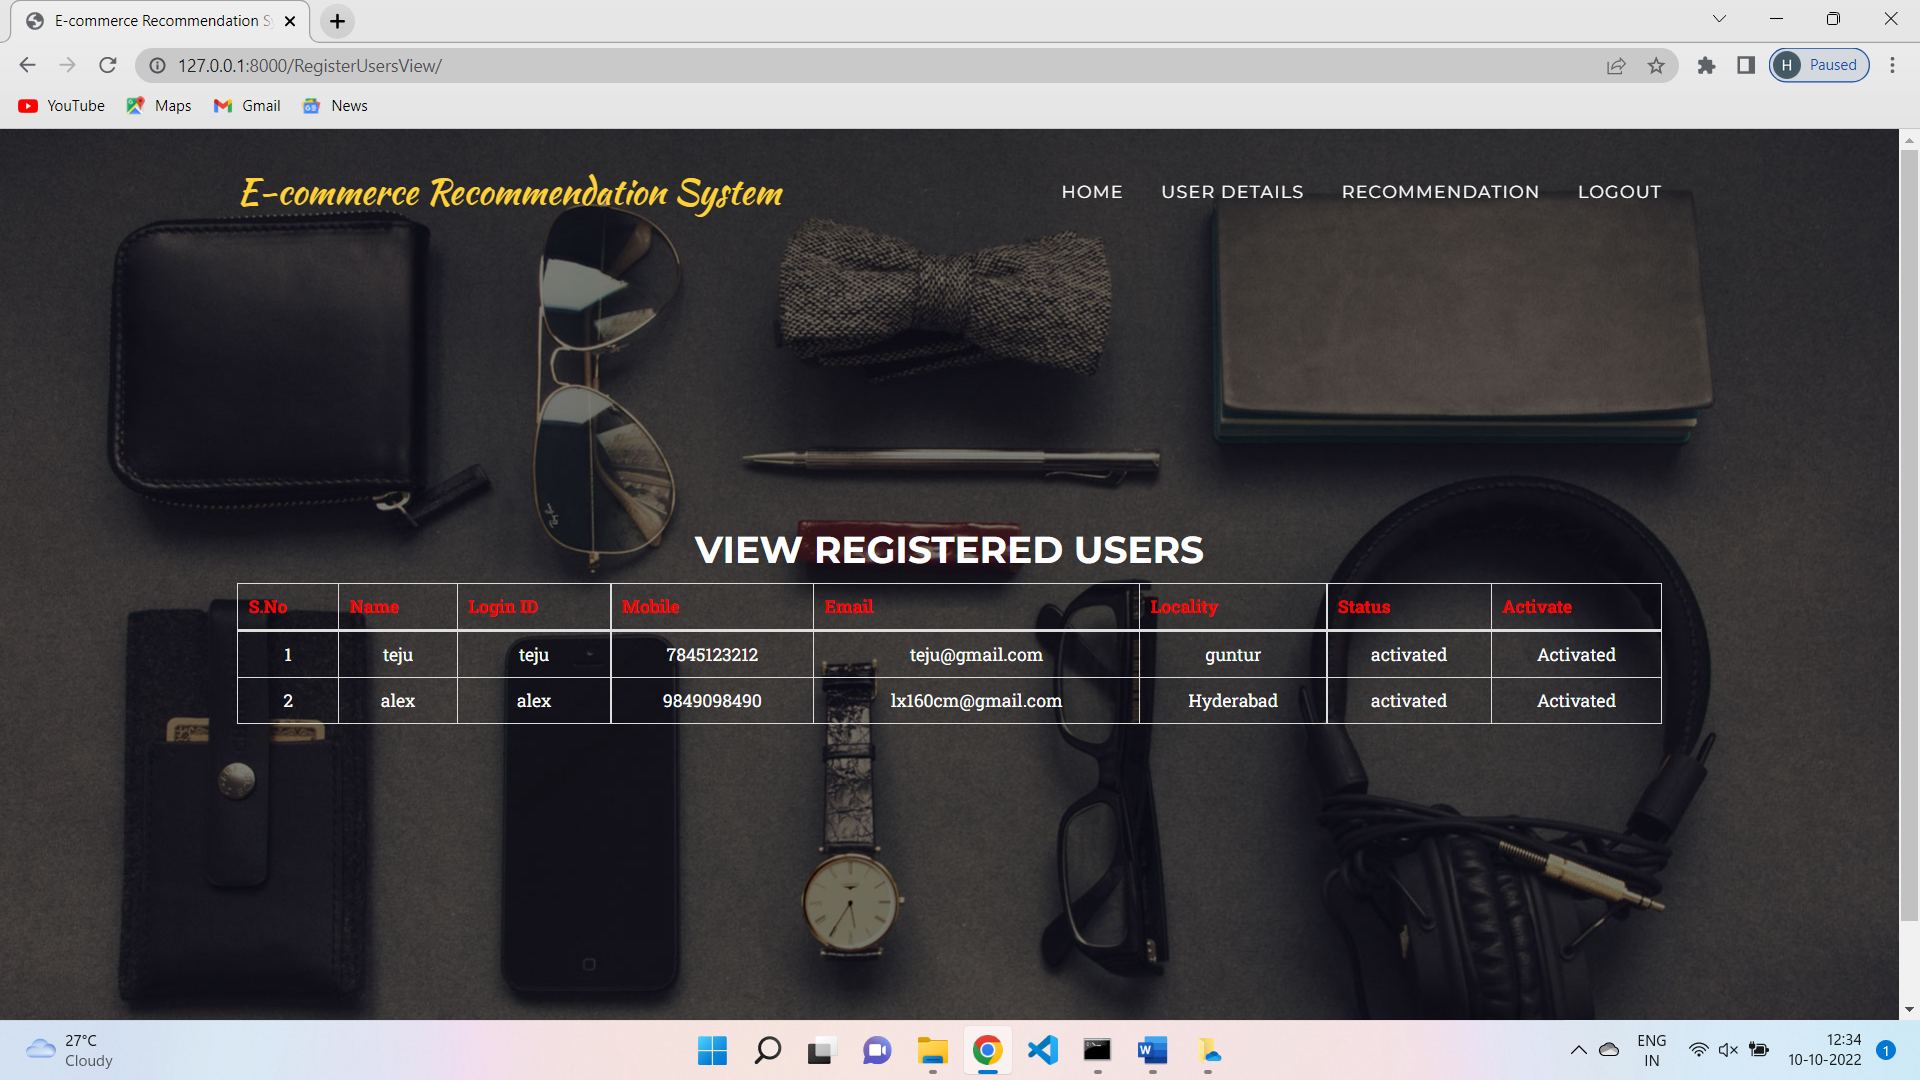 E-commerce Recommendation S
127.0.0.1:8000/RegisterUsersView/
H Paused
YouTube Maps Gmail News
E-commerce Recommendation System
HOME USER DETAILS RECOMMENDATION LOGOUT
VIEW REGISTERED USERS
S.No Name Login ID Mobile Email Locality Status Activate
1 teju teju 7845123212 teju@gmail.com guntur activated Activated
2 alex alex 9849098490 lx160cm@gmail.com Hyderabad activated Activated
27°C
Cloudy
ENG
IN
12:34
10-10-2022
1